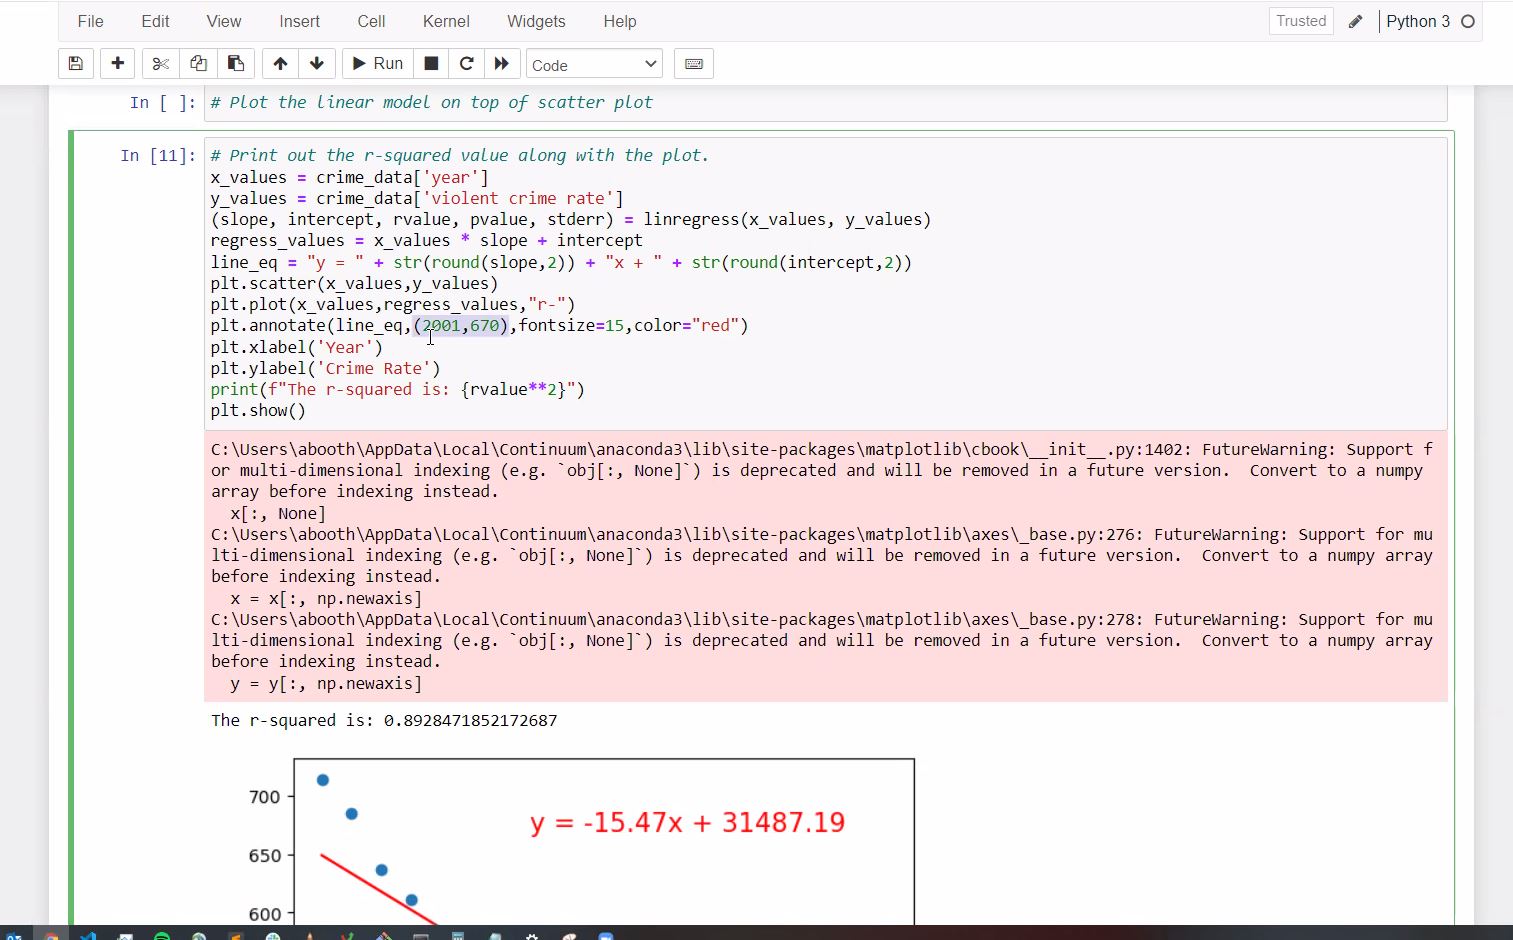 File Edit View Insert Cell Kernel Widgets Help Trusted Python 3
Run Code
In [ ]: # Plot the linear model on top of scatter plot
In [11]: # Print out the r-squared value along with the plot.
x_values = crime_data['year']
y_values = crime_data['violent crime rate']
(slope, intercept, rvalue, pvalue, stderr) = linregress(x_values, y_values)
regress_values = x_values * slope + intercept
line_eq = "y = " + str(round(slope,2)) + "x + " + str(round(intercept,2))
plt.scatter(x_values,y_values)
plt.plot(x_values,regress_values,"r-")
plt.annotate(line_eq,(2001,670),fontsize=15,color="red")
plt.xlabel('Year')
plt.ylabel('Crime Rate')
print(f"The r-squared is: {rvalue**2}")
plt.show()
C:\Users\abooth\AppData\Local\Continuum\anaconda3\lib\site-packages\matplotlib\cbook\__init__.py:1402: FutureWarning: Support f
or multi-dimensional indexing (e.g. `obj[:, None]`) is deprecated and will be removed in a future version.  Convert to a numpy
array before indexing instead.
  x[:, None]
C:\Users\abooth\AppData\Local\Continuum\anaconda3\lib\site-packages\matplotlib\axes\_base.py:276: FutureWarning: Support for mu
lti-dimensional indexing (e.g. `obj[:, None]`) is deprecated and will be removed in a future version.  Convert to a numpy array
before indexing instead.
  x = x[:, np.newaxis]
C:\Users\abooth\AppData\Local\Continuum\anaconda3\lib\site-packages\matplotlib\axes\_base.py:278: FutureWarning: Support for mu
lti-dimensional indexing (e.g. `obj[:, None]`) is deprecated and will be removed in a future version.  Convert to a numpy array
before indexing instead.
  y = y[:, np.newaxis]
The r-squared is: 0.8928471852172687
700
y = -15.47x + 31487.19
650
600